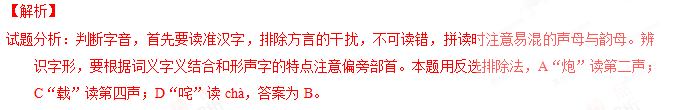 【解析】
试题分析：判断字音，首先要读准汉字，排除方言的干扰，不可读错，拼读时注意易混的声母与韵母。辨
识字形，要根据词义字义结合和形声字的特点注意偏旁部首。本题用反选排除法，A“炮”读第二声；
C“载”读第四声；D“咤”读 chà，答案为 B。